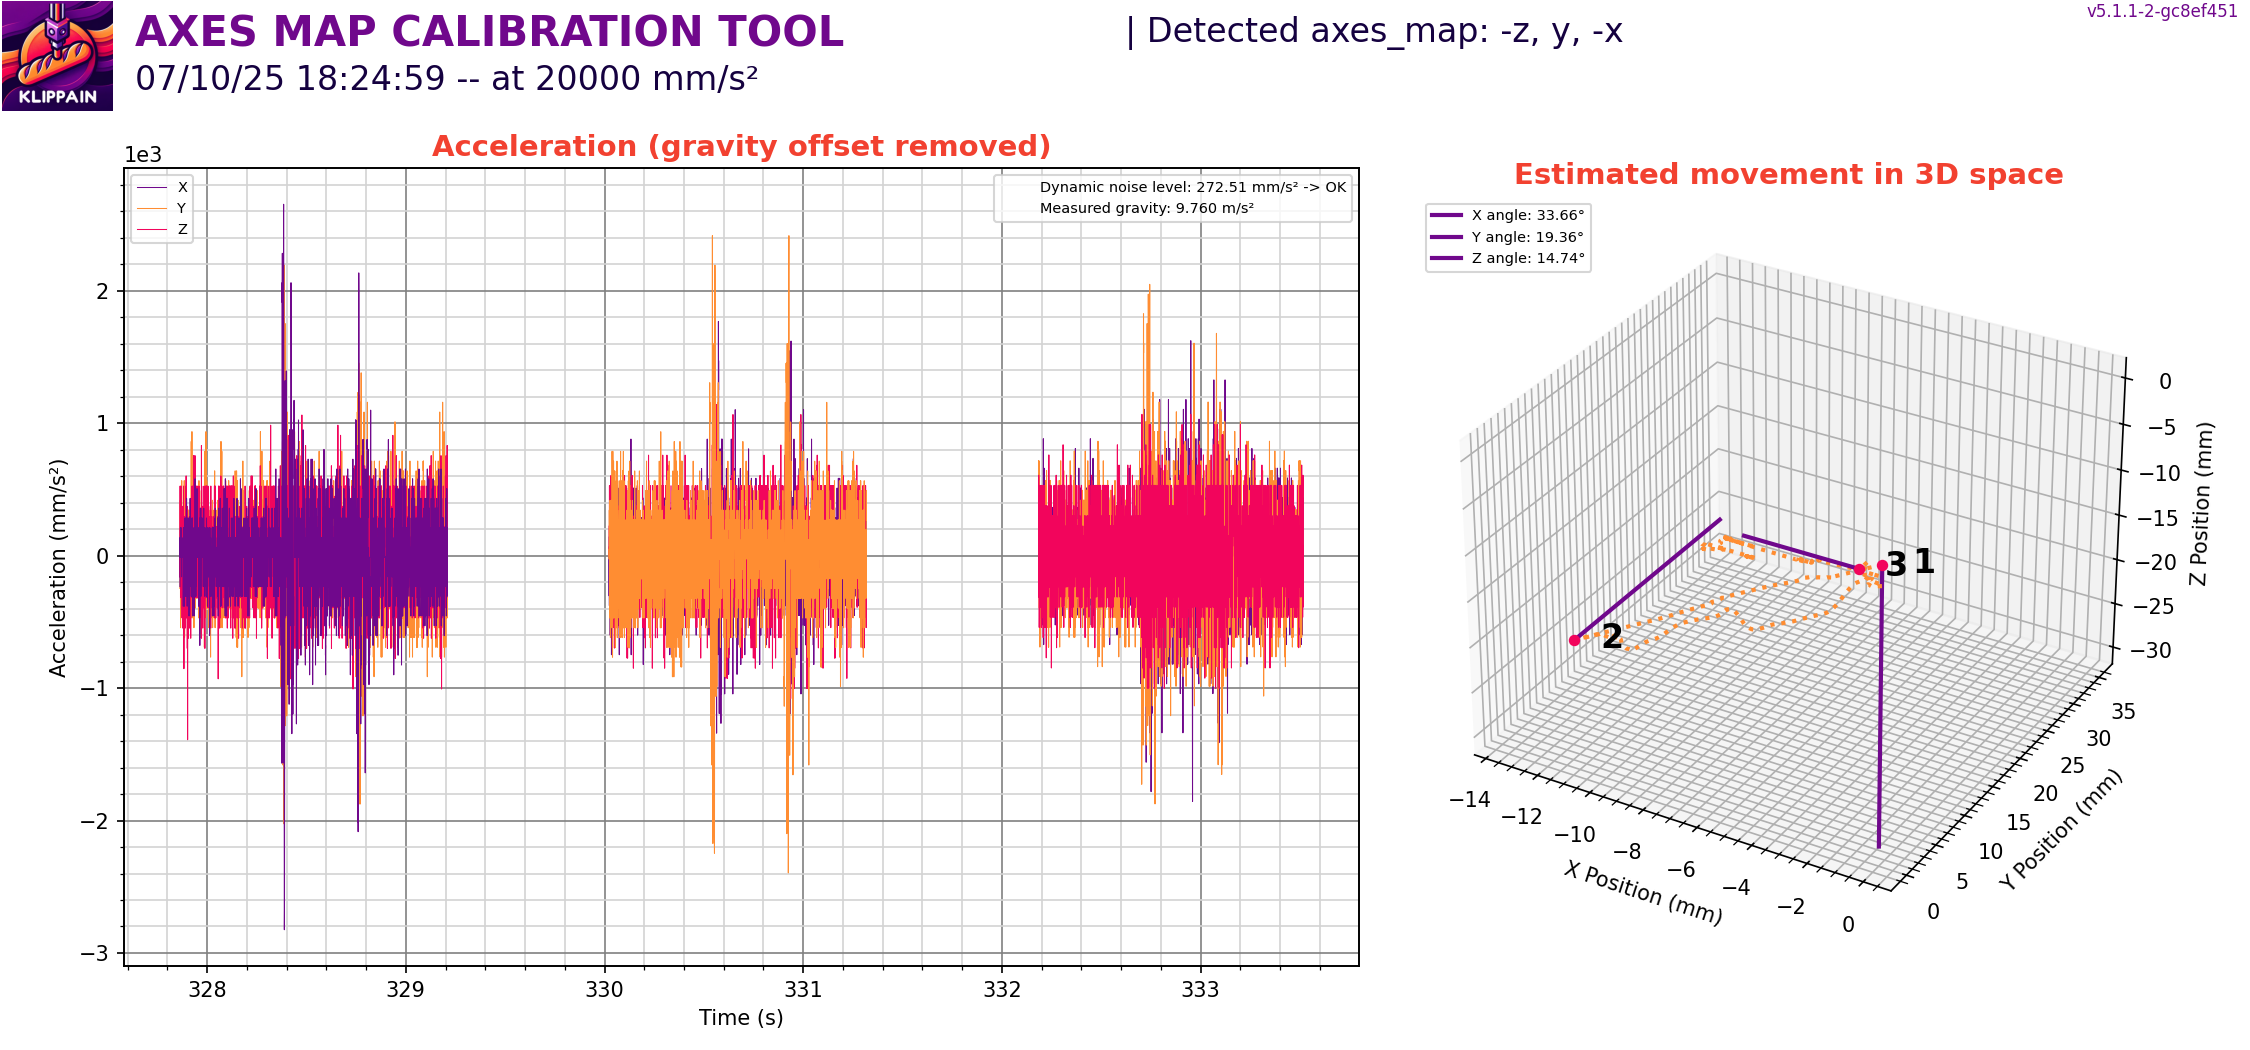 AXES MAP CALIBRATION TOOL
| Detected axes_map: -z, y, -x
v5.1.1-2-gc8ef451
07/10/25 18:24:59 -- at 20000 mm/s²
KLIPPAIN
Acceleration (gravity offset removed)
1e3
X
Y
Z
Dynamic noise level: 272.51 mm/s² -> OK
Measured gravity: 9.760 m/s²
2
1
0
−1
−2
−3
Acceleration (mm/s²)
328
329
330
331
332
333
Time (s)
Estimated movement in 3D space
X angle: 33.66°
Y angle: 19.36°
Z angle: 14.74°
1
2
3
−14
−12
−10
−8
−6
−4
−2
0
X Position (mm)
0
5
10
15
20
25
30
35
Y Position (mm)
0
−5
−10
−15
−20
−25
−30
Z Position (mm)